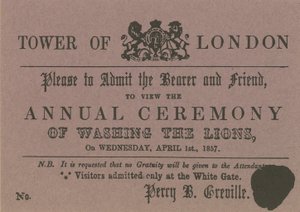 TOWER OF LONDON
Please to Admit the Bearer and Friend,
TO VIEW THE
ANNUAL CEREMONY
OF WASHING THE LIONS,
ON WEDNESDAY, APRIL 1st., 1857.
N.B. It is requested that no Gratuity will be given to the Attendants.
*** Visitors admitted only at the White Gate.
No.
Percy B. Greville.